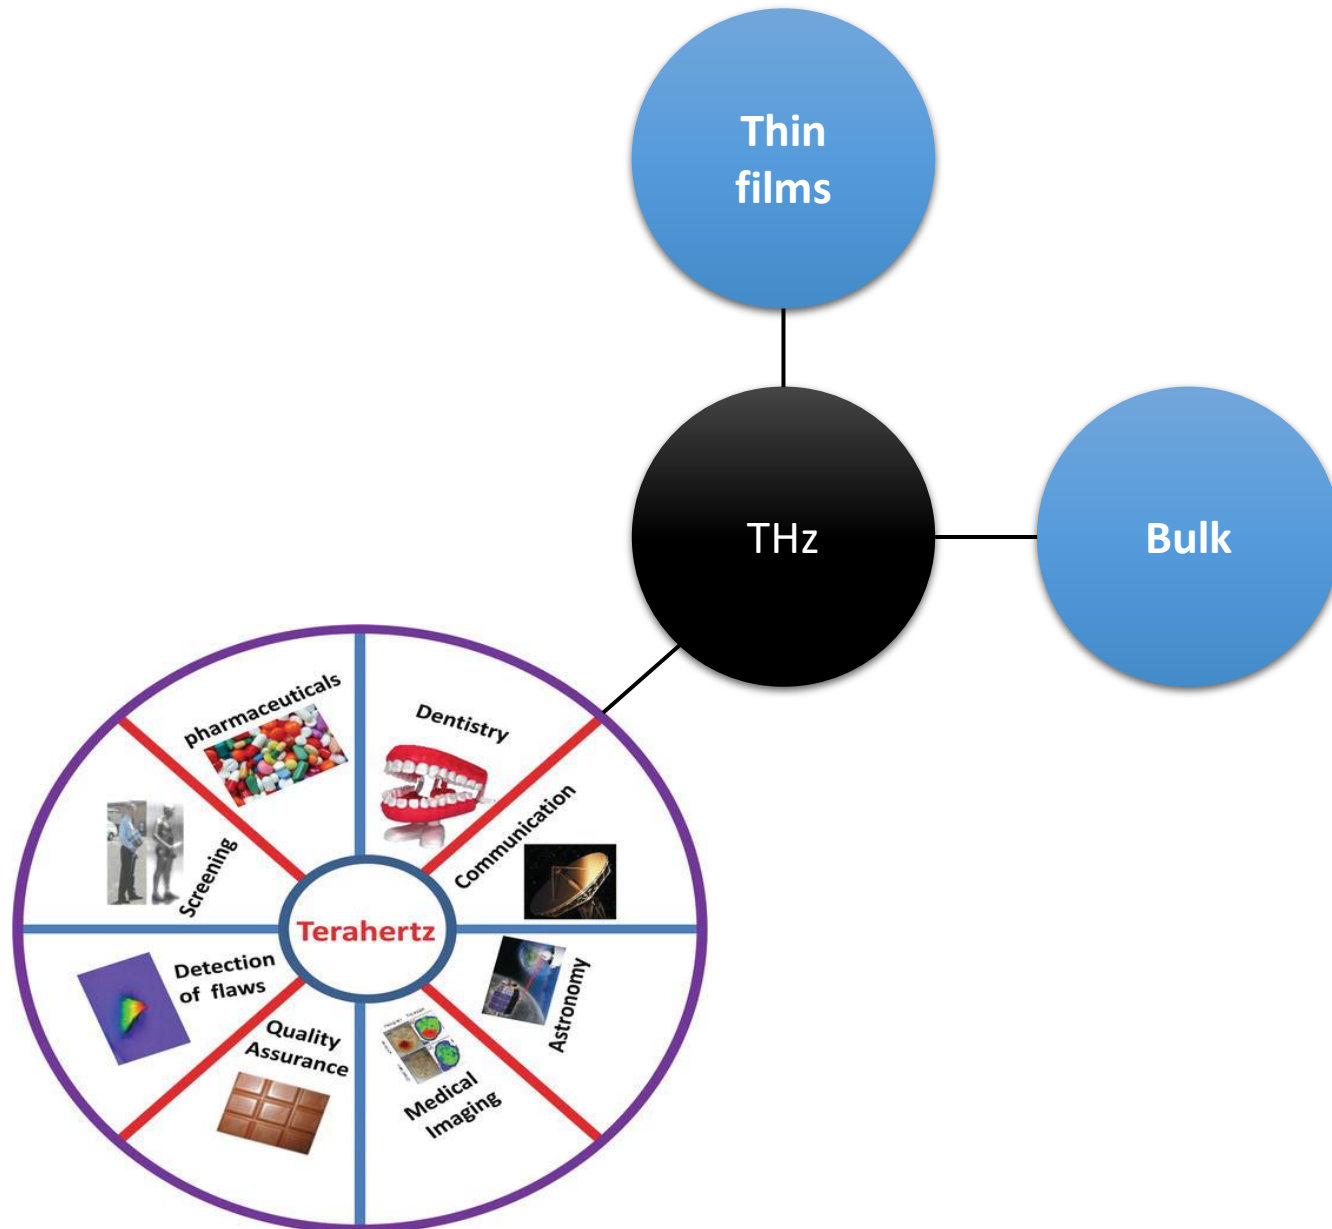 Thin
films
THz
Bulk
pharmaceuticals
Dentistry
Communication
Screening
Terahertz
Detection
of flaws
Astronomy
Quality
Assurance
Medical
Imaging